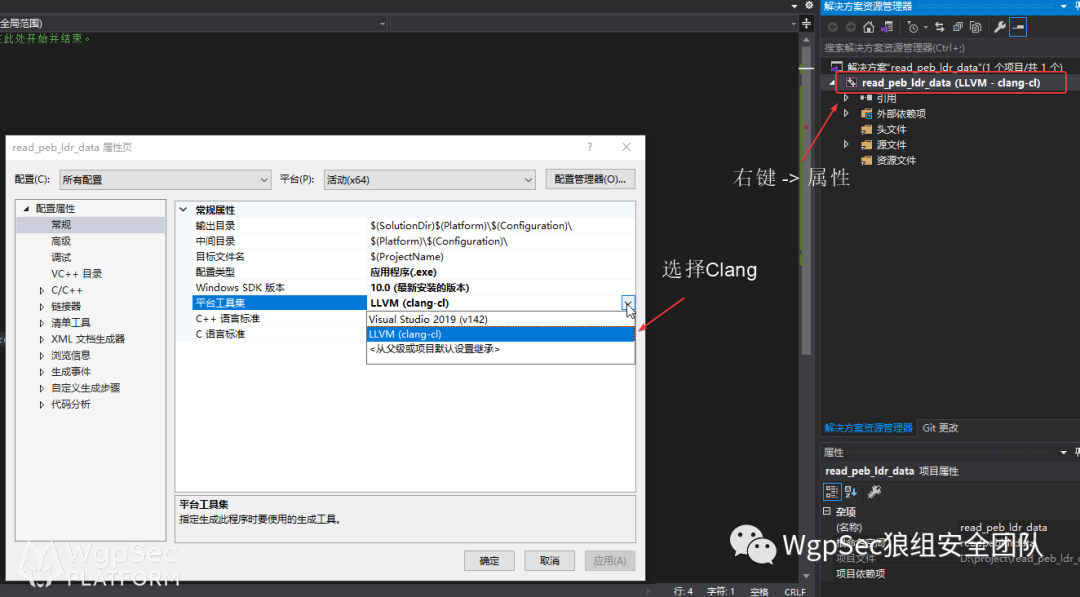 全局范围)
在此处开始并结束。
解决方案资源管理器
搜索解决方案资源管理器(Ctrl+;)
解决方案"read_peb_ldr_data"(1 个项目/共 1 个)
read_peb_ldr_data (LLVM - clang-cl)
引用
外部依赖项
头文件
源文件
资源文件
右键 -> 属性
选择Clang
read_peb_ldr_data 属性页
配置(C):
所有配置
平台(P):
活动(x64)
配置管理器(O)...
配置属性
常规
高级
调试
VC++ 目录
C/C++
链接器
清单工具
XML 文档生成器
浏览信息
生成事件
自定义生成步骤
代码分析
常规属性
输出目录 $(SolutionDir)$(Platform)\$(Configuration)\
中间目录 $(Platform)\$(Configuration)\
目标文件名 $(ProjectName)
配置类型 应用程序(.exe)
Windows SDK 版本 10.0 (最新安装的版本)
平台工具集 LLVM (clang-cl)
C++ 语言标准
C 语言标准
Visual Studio 2019 (v142)
LLVM (clang-cl)
<从父级或项目默认设置继承>
平台工具集
指定生成此程序时要使用的生成工具。
确定
取消
应用(A)
WgpSec
PLATFORM
解决方案资源管理器
Git 更改
属性
read_peb_ldr_data 项目属性
杂项
(名称) read_peb_ldr_data
项目文件 D:\project\read_peb_ldr_d
项目依赖项
WgpSec狼组安全团队
行: 4
字符: 1
空格
CRLF